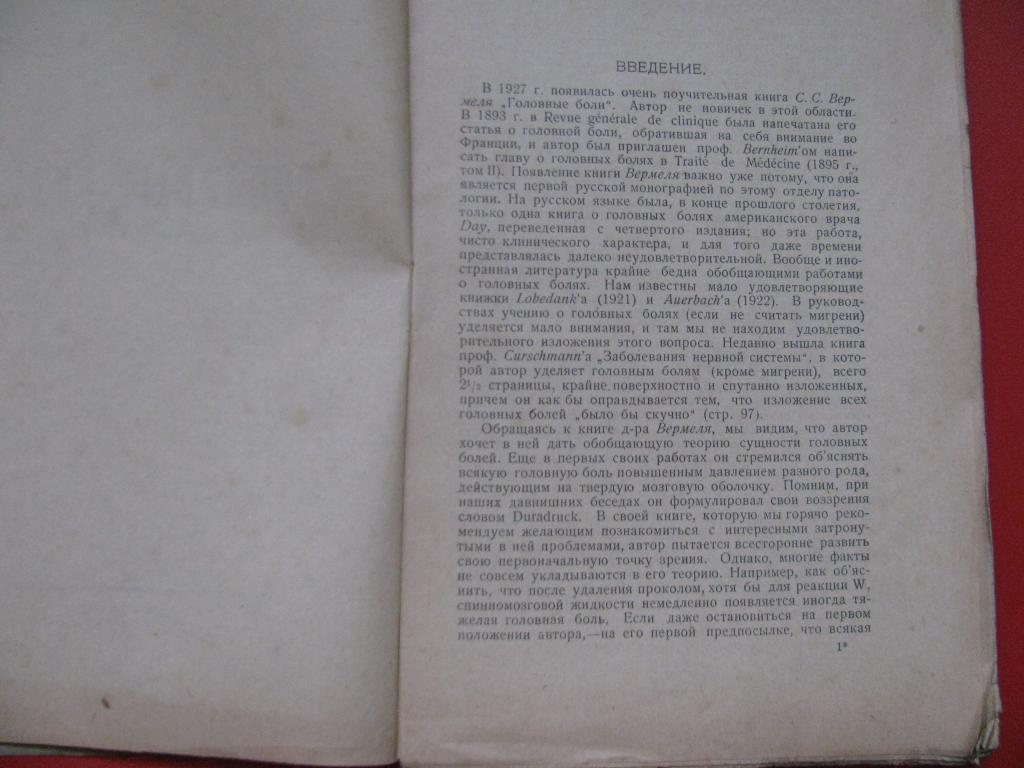 ВВЕДЕНИЕ.
В 1927 г. появилась очень поучительная книга С. С. Вер-
меля „Головные боли“. Автор не новичек в этой области.
В 1893 г. в Revue générale de clinique была напечатана его
статья о головной боли, обратившая на себя внимание во
Франции, и автор был приглашен проф. Bernheim'ом напи-
сать главу о головных болях в Traité de Médécine (1895 г.,
том II). Появление книги Вермеля важно уже потому, что она
является первой русской монографией по этому отделу пато-
логии. На русском языке была, в конце прошлого столетия,
только одна книга о головных болях американского врача
Day, переведенная с четвертого издания; но эта работа,
чисто клинического характера, и для того даже времени
представлялась далеко неудовлетворительной. Вообще и ино-
странная литература крайне бедна обобщающими работами
о головных болях. Нам известны мало удовлетворяющие
книжки Lobedank'а (1921) и Auerbach'а (1922). В руковод-
ствах учению о головных болях (если не считать мигрени)
уделяется мало внимания, и там мы не находим удовлетво-
рительного изложения этого вопроса. Недавно вышла книга
проф. Curschmann'а „Заболевания нервной системы“, в кото-
рой автор уделяет головным болям (кроме мигрени), всего
2¹/₂ страницы, крайне поверхностно и спутанно изложенных,
причем он как бы оправдывается тем, что изложение всех
головных болей „было бы скучно“ (стр. 97).
Обращаясь к книге д-ра Вермеля, мы видим, что автор
хочет в ней дать обобщающую теорию сущности головных
болей. Еще в первых своих работах он стремился об'яснять
всякую головную боль повышенным давлением разного рода,
действующим на твердую мозговую оболочку. Помним, при
наших давнишних беседах он формулировал свои воззрения
словом Duradruck. В своей книге, которую мы горячо реко-
мендуем желающим познакомиться с интересными затрону-
тыми в ней проблемами, автор пытается всесторонне развить
свою первоначальную точку зрения. Однако, многие факты
не совсем укладываются в его теорию. Например, как об'яс-
нить, что после удаления проколом, хотя бы для реакции W,
спинномозговой жидкости немедленно появляется иногда тя-
желая головная боль. Если даже остановиться на первом
положении автора,—на его первой предпосылке, что всякая
1*